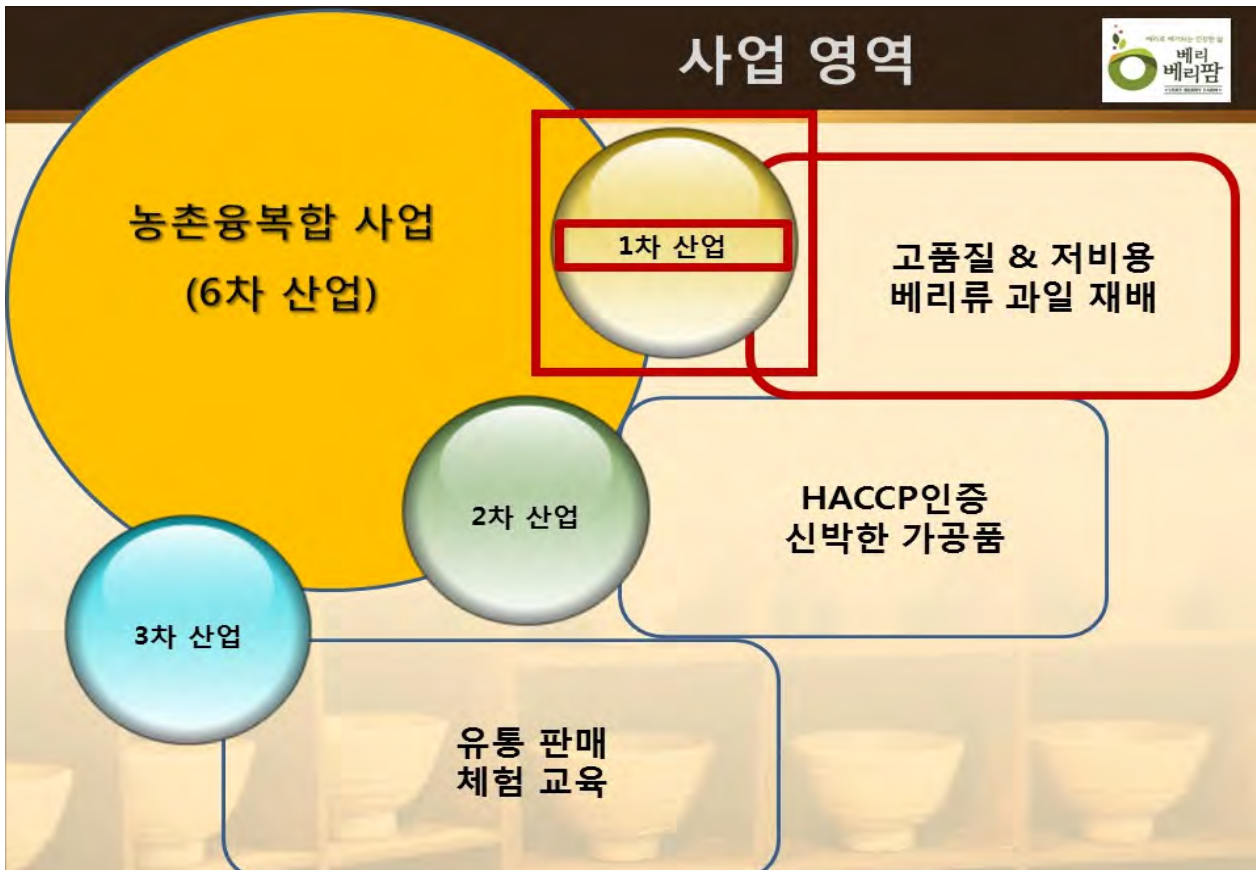 사업 영역
베리
베리팜
농촌융복합 사업
(6차 산업)
1차 산업
고품질 & 저비용
베리류 과일 재배
2차 산업
HACCP인증
신박한 가공품
3차 산업
유통 판매
체험 교육